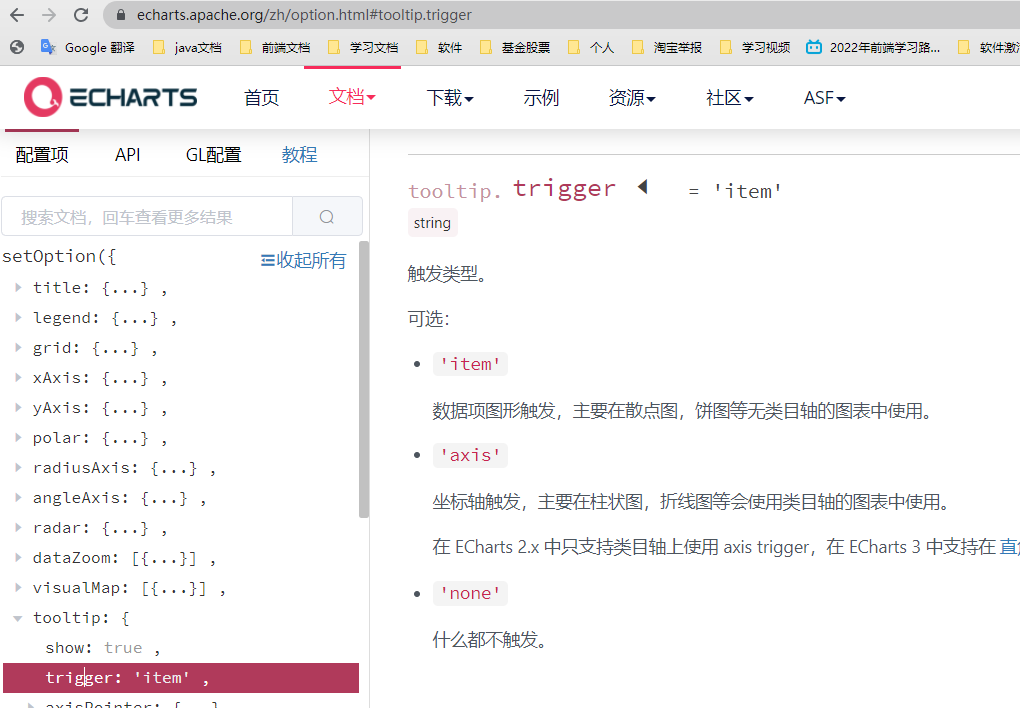 echarts.apache.org/zh/option.html#tooltip.trigger
Google 翻译 java文档 前端文档 学习文档 软件 基金股票 个人 淘宝举报 学习视频 2022年前端学习路... 软件激
ECHARTS 首页 文档 下载 示例 资源 社区 ASF
配置项 API GL配置 教程
搜索文档，回车查看更多结果
setOption({ 收起所有
title: {...} ,
legend: {...} ,
grid: {...} ,
xAxis: {...} ,
yAxis: {...} ,
polar: {...} ,
radiusAxis: {...} ,
angleAxis: {...} ,
radar: {...} ,
dataZoom: [{...}] ,
visualMap: [{...}] ,
tooltip: {
show: true ,
trigger: 'item' ,
axisPointer: {...}
tooltip. trigger = 'item'
string
触发类型。
可选：
'item'
数据项图形触发，主要在散点图，饼图等无类目轴的图表中使用。
'axis'
坐标轴触发，主要在柱状图，折线图等会使用类目轴的图表中使用。
在 ECharts 2.x 中只支持类目轴上使用 axis trigger，在 ECharts 3 中支持在 直
'none'
什么都不触发。